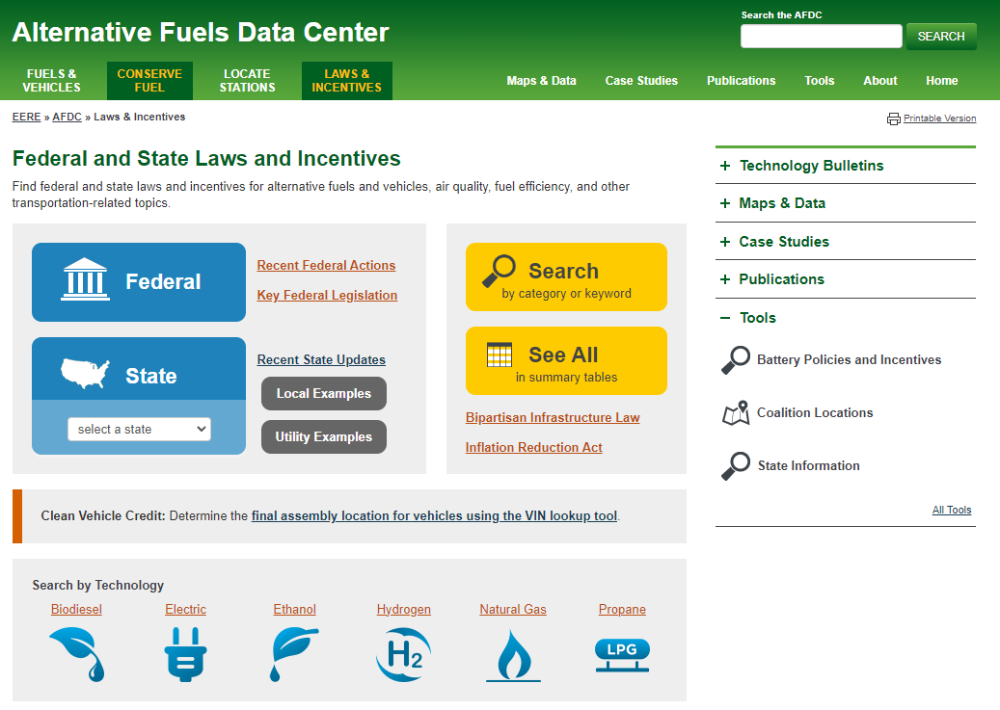 Alternative Fuels Data Center
Search the AFDC
SEARCH
FUELS &
VEHICLES
CONSERVE
FUEL
LOCATE
STATIONS
LAWS &
INCENTIVES
Maps & Data
Case Studies
Publications
Tools
About
Home
EERE » AFDC » Laws & Incentives
Printable Version
Federal and State Laws and Incentives
Find federal and state laws and incentives for alternative fuels and vehicles, air quality, fuel efficiency, and other
transportation-related topics.
Federal
Recent Federal Actions
Key Federal Legislation
State
select a state
Recent State Updates
Local Examples
Utility Examples
Search
by category or keyword
See All
in summary tables
Bipartisan Infrastructure Law
Inflation Reduction Act
Clean Vehicle Credit: Determine the final assembly location for vehicles using the VIN lookup tool.
Search by Technology
Biodiesel
Electric
Ethanol
Hydrogen
Natural Gas
Propane
H2
LPG
+ Technology Bulletins
+ Maps & Data
+ Case Studies
+ Publications
− Tools
Battery Policies and Incentives
Coalition Locations
State Information
All Tools